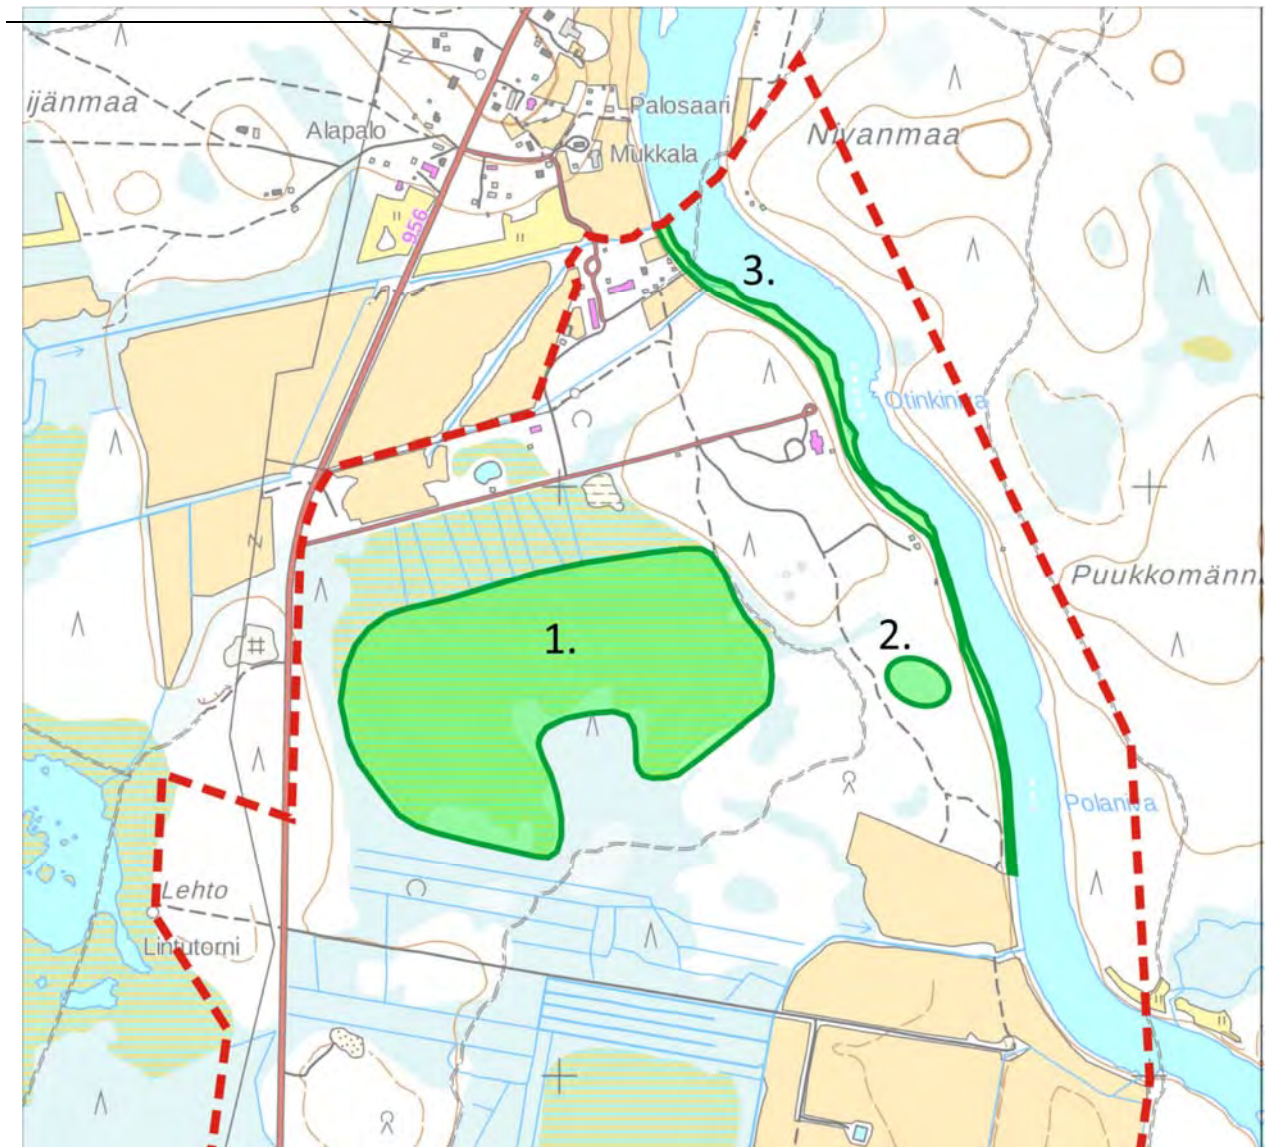 ijänmaa
Alapalo
Palosaari
Mukkala
Nivanmaa
956
3.
Otinkiniva
Puukkomänn
1.
2.
Polaniva
Lehto
Lintutorni